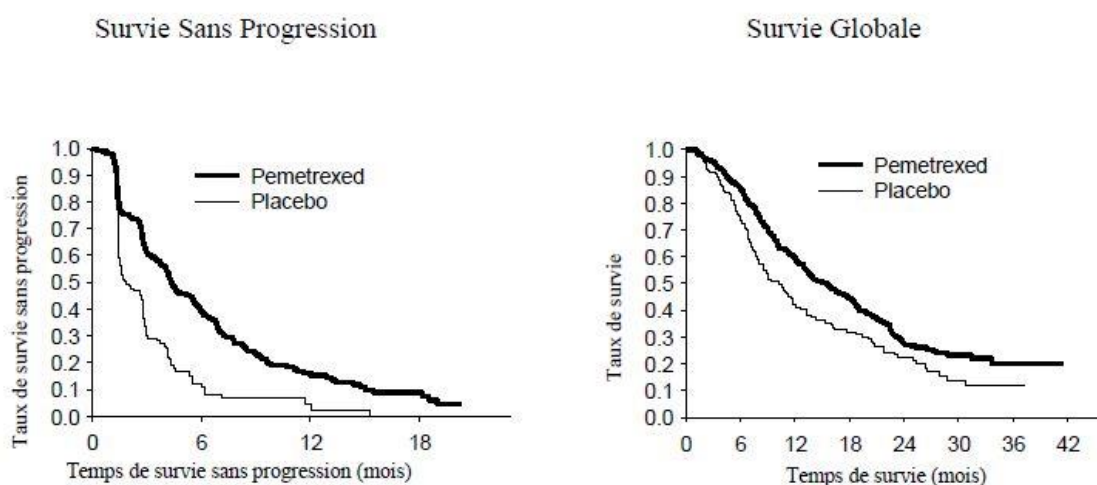 Survie Sans Progression
Survie Globale
Taux de survie sans progression
1.0
0.9
0.8
0.7
0.6
0.5
0.4
0.3
0.2
0.1
0.0
Pemetrexed
Placebo
0 6 12 18
Temps de survie sans progression (mois)
Taux de survie
1.0
0.9
0.8
0.7
0.6
0.5
0.4
0.3
0.2
0.1
0.0
Pemetrexed
Placebo
0 6 12 18 24 30 36 42
Temps de survie (mois)